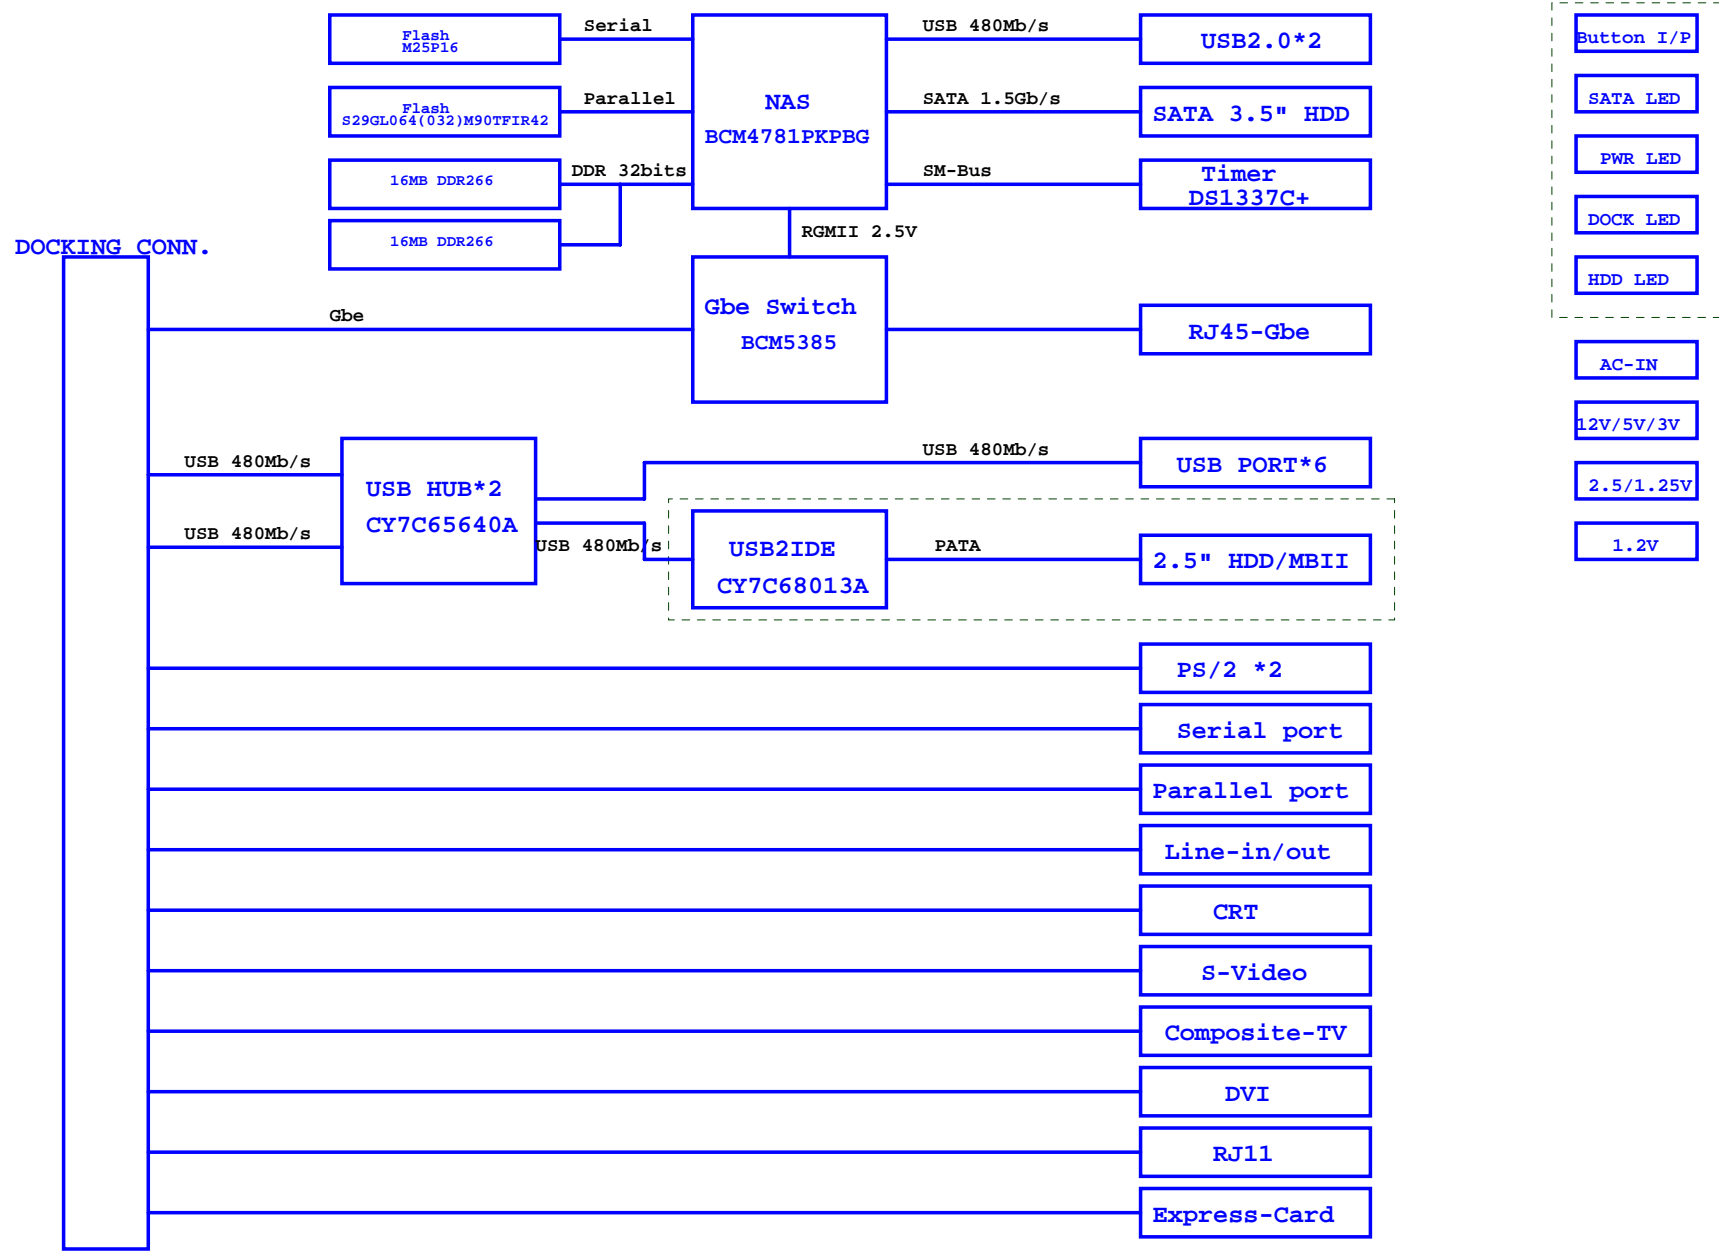 Serial
USB 480Mb/s
Flash
M25P16
USB2.0*2
Button I/P
Parallel
NAS
SATA 1.5Gb/s
SATA LED
Flash
S29GL064(032)M90TFIR42
BCM4781PKPBG
SATA 3.5" HDD
DDR 32bits
SM-Bus
PWR LED
16MB DDR266
Timer
DS1337C+
DOCK LED
16MB DDR266
RGMII 2.5V
DOCKING CONN.
HDD LED
Gbe
Gbe Switch
BCM5385
RJ45-Gbe
AC-IN
12V/5V/3V
USB 480Mb/s
USB 480Mb/s
USB PORT*6
USB HUB*2
CY7C65640A
2.5/1.25V
USB 480Mb/s
USB 480Mb/s
USB2IDE
CY7C68013A
PATA
2.5" HDD/MBII
1.2V
PS/2 *2
Serial port
Parallel port
Line-in/out
CRT
S-Video
Composite-TV
DVI
RJ11
Express-Card